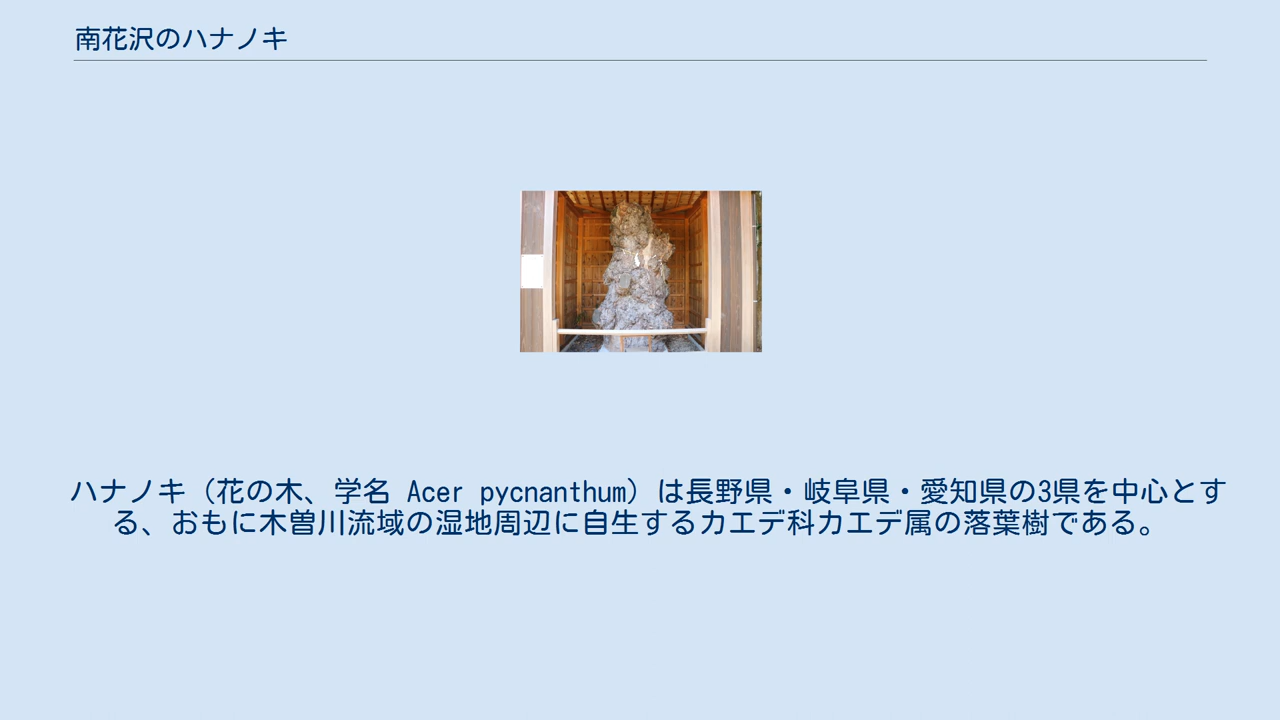 南花沢のハナノキ
ハナノキ（花の木、学名 Acer pycnanthum）は長野県・岐阜県・愛知県の3県を中心とす
る、おもに木曽川流域の湿地周辺に自生するカエデ科カエデ属の落葉樹である。